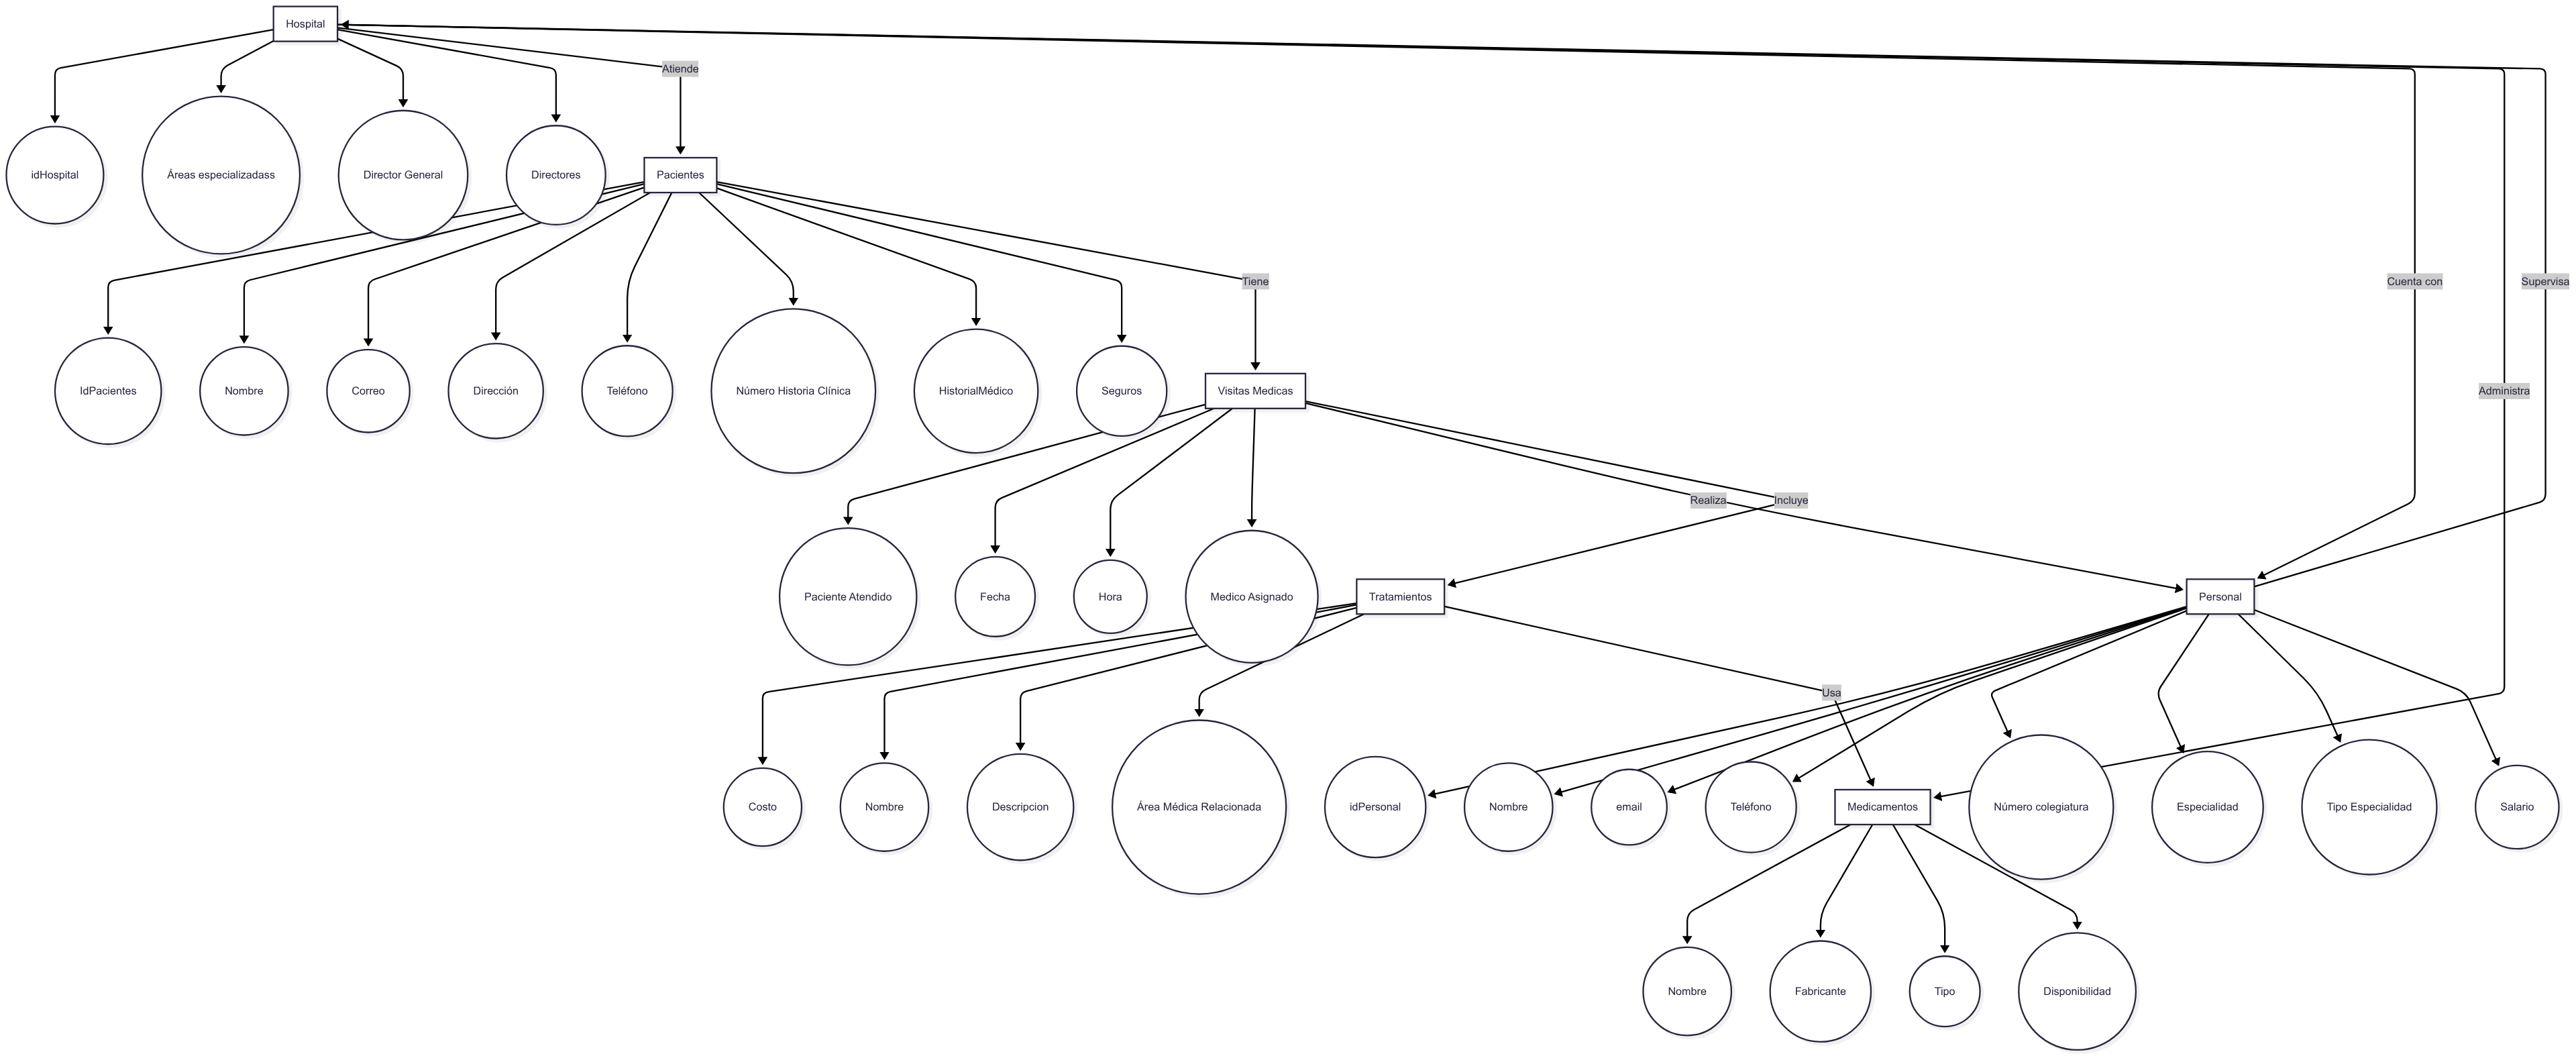 Hospital
Atiende
idHospital
Áreas especializadass
Director General
Directores
Pacientes
Tiene
Cuenta con
Supervisa
IdPacientes
Nombre
Correo
Dirección
Teléfono
Número Historia Clínica
HistorialMédico
Seguros
Visitas Medicas
Administra
Realiza
Incluye
Paciente Atendido
Fecha
Hora
Medico Asignado
Tratamientos
Personal
Usa
Costo
Nombre
Descripcion
Área Médica Relacionada
idPersonal
Nombre
email
Teléfono
Medicamentos
Número colegiatura
Especialidad
Tipo Especialidad
Salario
Nombre
Fabricante
Tipo
Disponibilidad